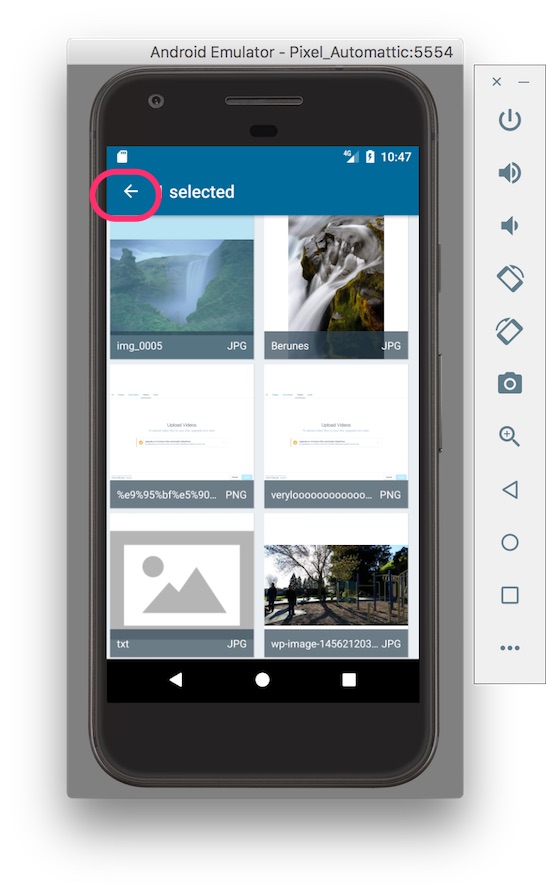 Android Emulator - Pixel_Automattic:5554
4G 10:47
selected
img_0005 JPG
Berunes JPG
Upload Videos
Upload Videos
%e9%95%bf%e5%90... PNG
verylooooooooooooo... PNG
txt JPG
wp-image-145621203... JPG